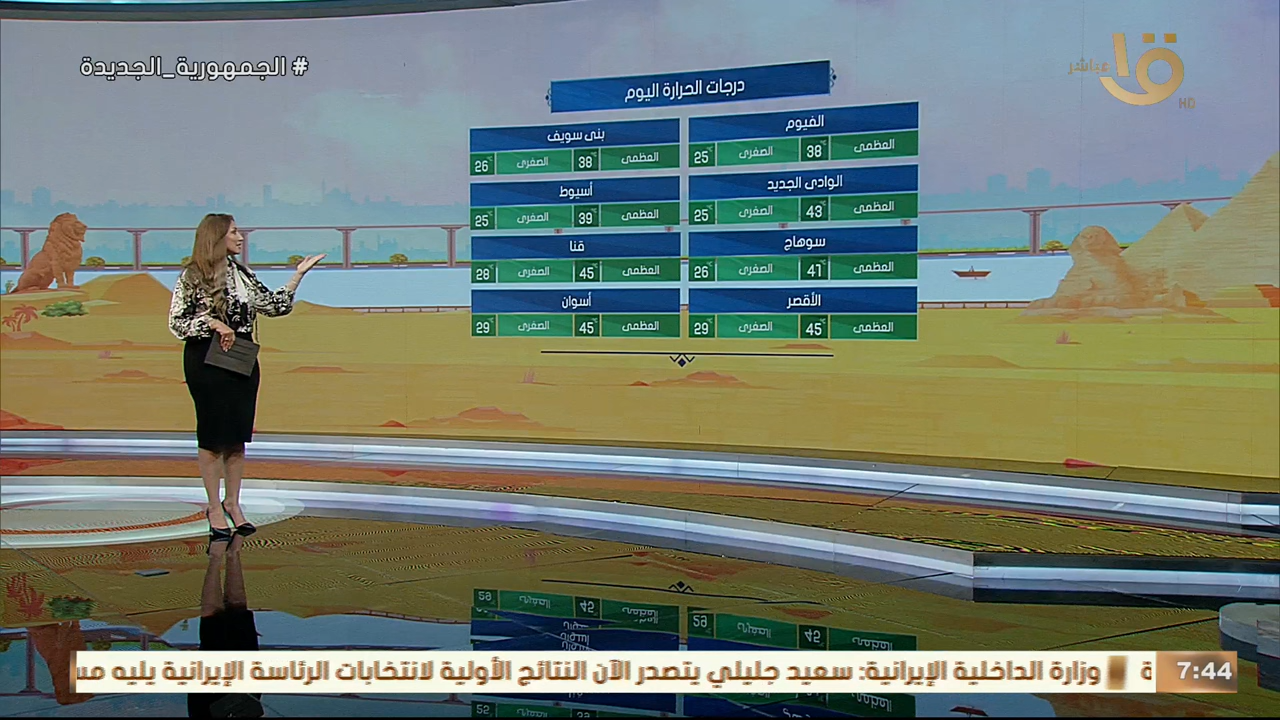 #الجمهورية_الجديدة
مباشر
HD
درجات الحرارة اليوم
الفيوم
العظمى 38°c الصغرى 25°c
بنى سويف
العظمى 38°c الصغرى 26°c
الوادى الجديد
العظمى 43°c الصغرى 25°c
أسيوط
العظمى 39°c الصغرى 25°c
سوهاج
العظمى 41°c الصغرى 26°c
قنا
العظمى 45°c الصغرى 28°c
الأقصر
العظمى 45°c الصغرى 29°c
أسوان
العظمى 45°c الصغرى 29°c
7:44
ة وزارة الداخلية الإيرانية: سعيد جليلي يتصدر الآن النتائج الأولية لانتخابات الرئاسة الإيرانية يليه مس